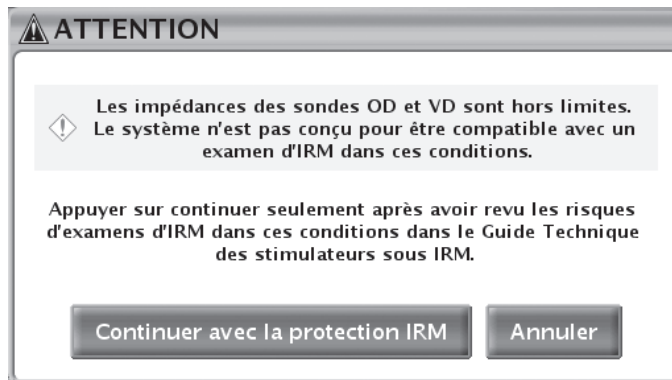 ATTENTION
Les impédances des sondes OD et VD sont hors limites.
Le système n'est pas conçu pour être compatible avec un
examen d'IRM dans ces conditions.
Appuyer sur continuer seulement après avoir revu les risques
d'examens d'IRM dans ces conditions dans le Guide Technique
des stimulateurs sous IRM.
Continuer avec la protection IRM
Annuler